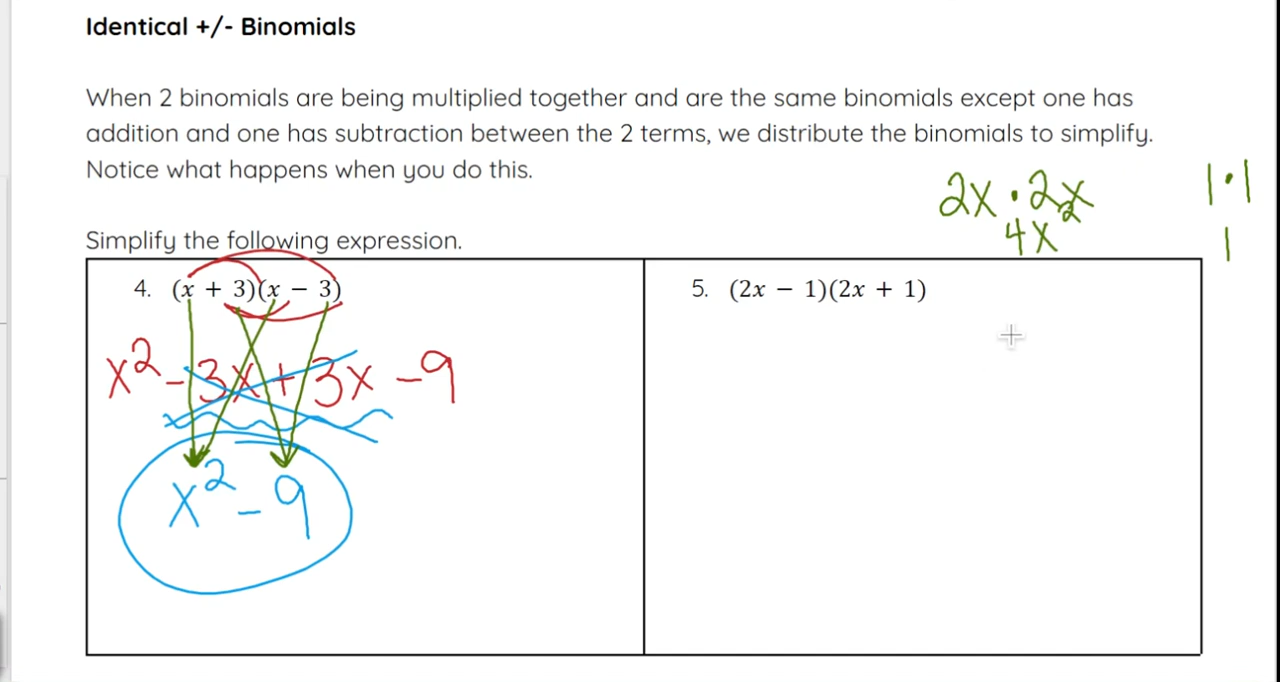 Identical +/- Binomials
When 2 binomials are being multiplied together and are the same binomials except one has
addition and one has subtraction between the 2 terms, we distribute the binomials to simplify.
Notice what happens when you do this.
2x · 2x
1 · 1
4x²
1
Simplify the following expression.
4. (x + 3)(x − 3)
x² - 3x + 3x - 9
x² - 9
5. (2x − 1)(2x + 1)